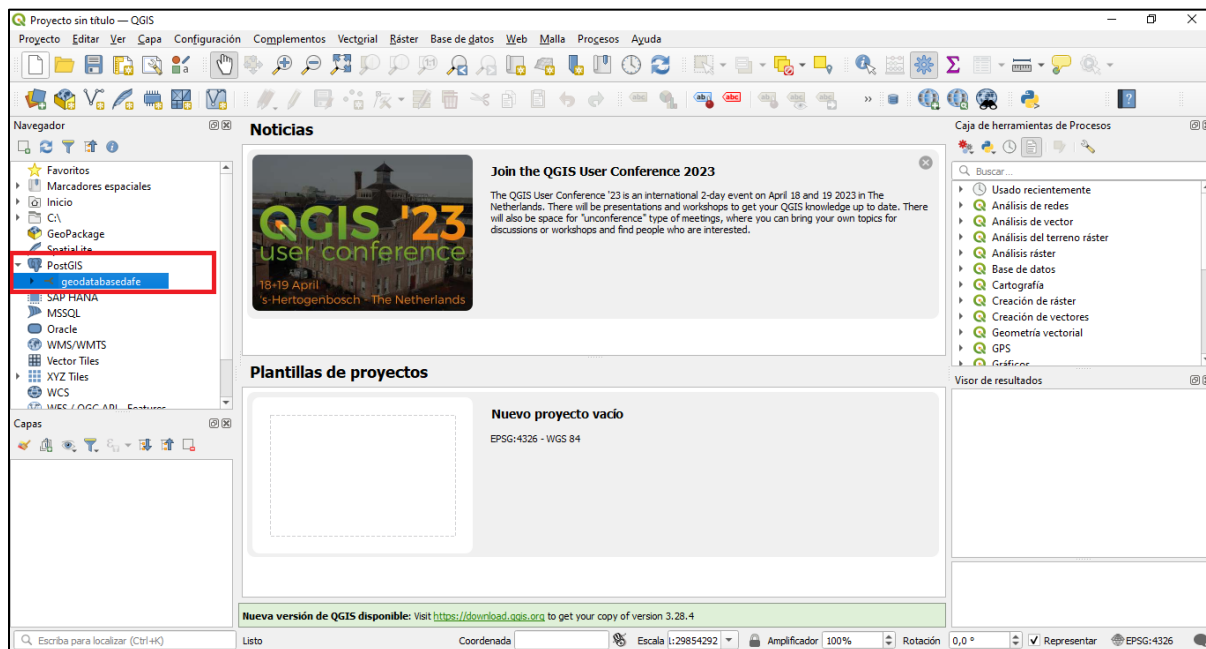 Proyecto sin título — QGIS
Proyecto Editar Ver Capa Configuración Complementos Vectorial Ráster Base de datos Web Malla Procesos Ayuda
Navegador
Favoritos
Marcadores espaciales
Inicio
C:\
GeoPackage
SpatiaLite
PostGIS
geodatabasedafe
SAP HANA
MSSQL
Oracle
WMS/WMTS
Vector Tiles
XYZ Tiles
WCS
WFS / OGC API - Features
Capas
Noticias
QGIS '23
user conference
18+19 April
's-Hertogenbosch - The Netherlands
Join the QGIS User Conference 2023
The QGIS User Conference '23 is an international 2-day event on April 18 and 19 2023 in The
Netherlands. There will be presentations and workshops to get your QGIS knowledge up to date. There
will also be space for "unconference" type of meetings, where you can bring your own topics for
discussions or workshops and find people who are interested.
Plantillas de proyectos
Nuevo proyecto vacío
EPSG:4326 - WGS 84
Nueva versión de QGIS disponible: Visit https://download.qgis.org to get your copy of version 3.28.4
Caja de herramientas de Procesos
Buscar...
Usado recientemente
Análisis de redes
Análisis de vector
Análisis del terreno ráster
Análisis ráster
Base de datos
Cartografía
Creación de ráster
Creación de vectores
Geometría vectorial
GPS
Gráficos
Visor de resultados
Escriba para localizar (Ctrl+K)
Listo
Coordenada
Escala 1:29854292
Amplificador 100%
Rotación 0,0 °
Representar
EPSG:4326